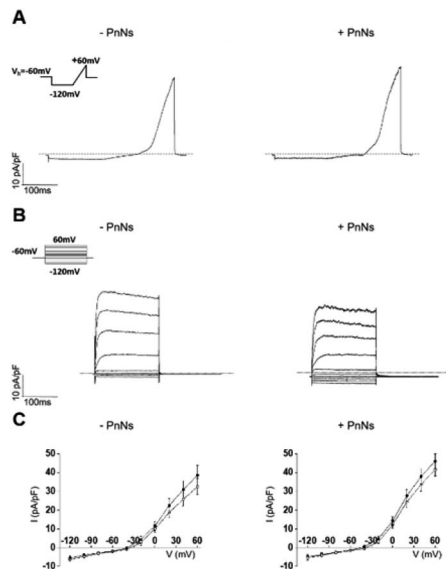 A
- PnNs
+ PnNs
+60mV
Vh=-60mV
-120mV
10 pA/pF
100ms
B
- PnNs
+ PnNs
60mV
-60mV
-120mV
10 pA/pF
100ms
C
- PnNs
+ PnNs
50
40
30
20
10
0
-10
I (pA/pF)
-120 -90 -60 -30 0 30 60
V (mV)
50
40
30
20
10
0
-10
I (pA/pF)
-120 -90 -60 -30 0 30 60
V (mV)